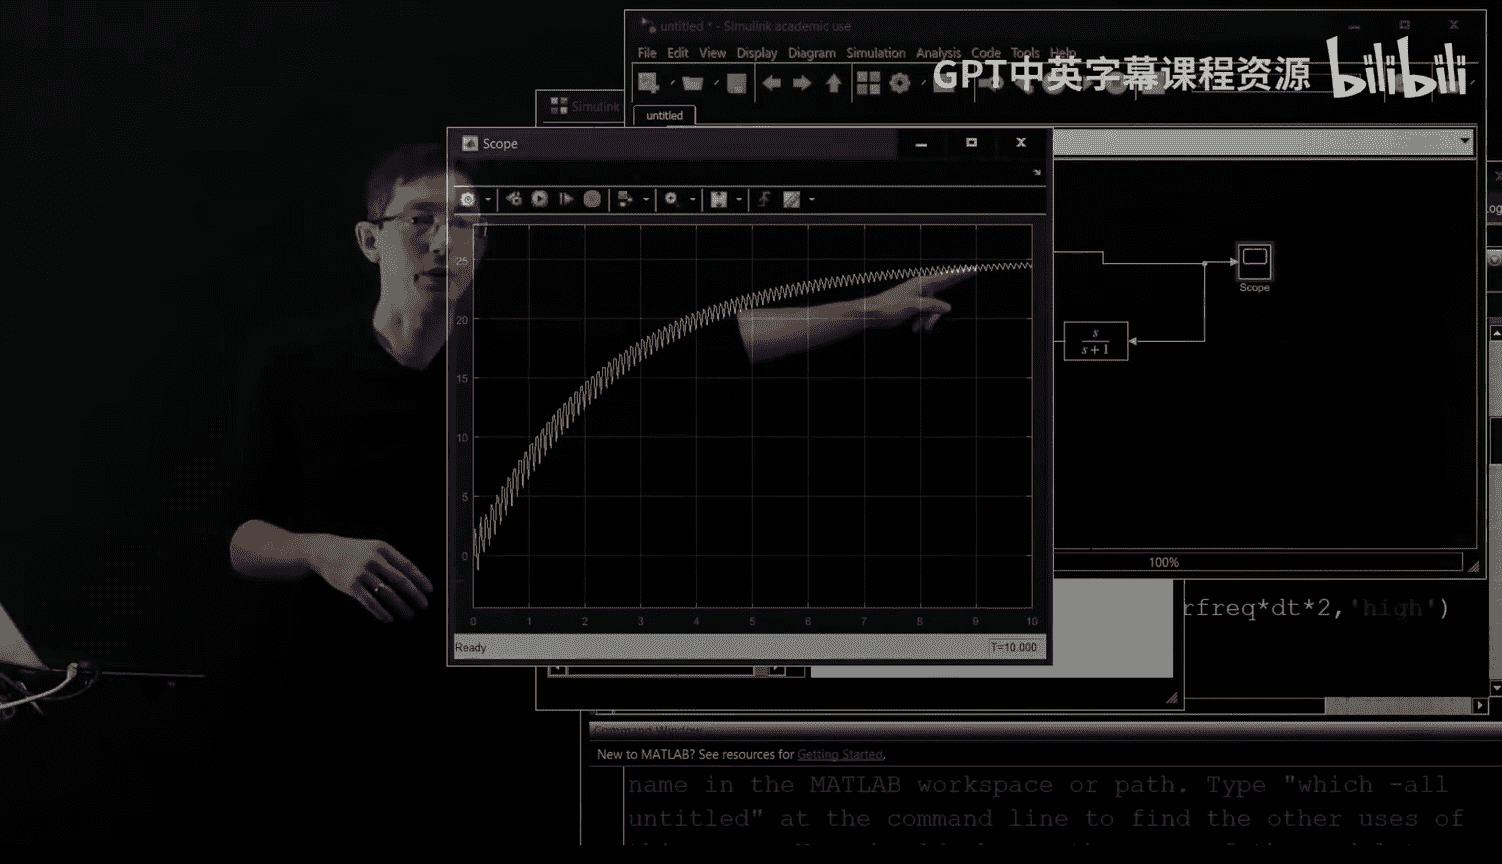 untitled * - Simulink academic use
File Edit View Display Diagram Simulation Analysis Code Tools Help
GPT中英字幕课程资源 bilibili
Simulink
untitled
Scope
25
20
15
10
5
0
0 1 2 3 4 5 6 7 8 9 10
Ready T=10.000
Scope
s
s+1
100%
rfreq*dt*2,'high')
Command Window
New to MATLAB? See resources for Getting Started.
name in the MATLAB workspace or path. Type "which -all
untitled" at the command line to find the other uses of